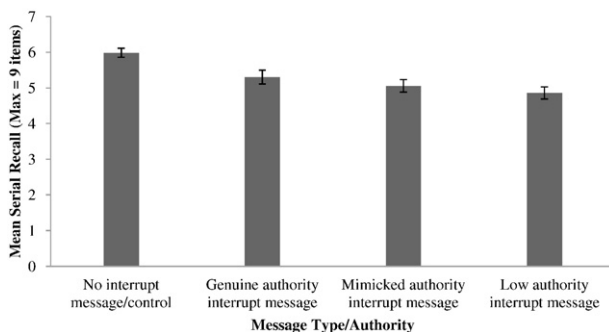 Mean Serial Recall (Max = 9 items)
7
6
5
4
3
2
1
0
No interrupt
message/control
Genuine authority
interrupt message
Mimicked authority
interrupt message
Low authority
interrupt message
Message Type/Authority